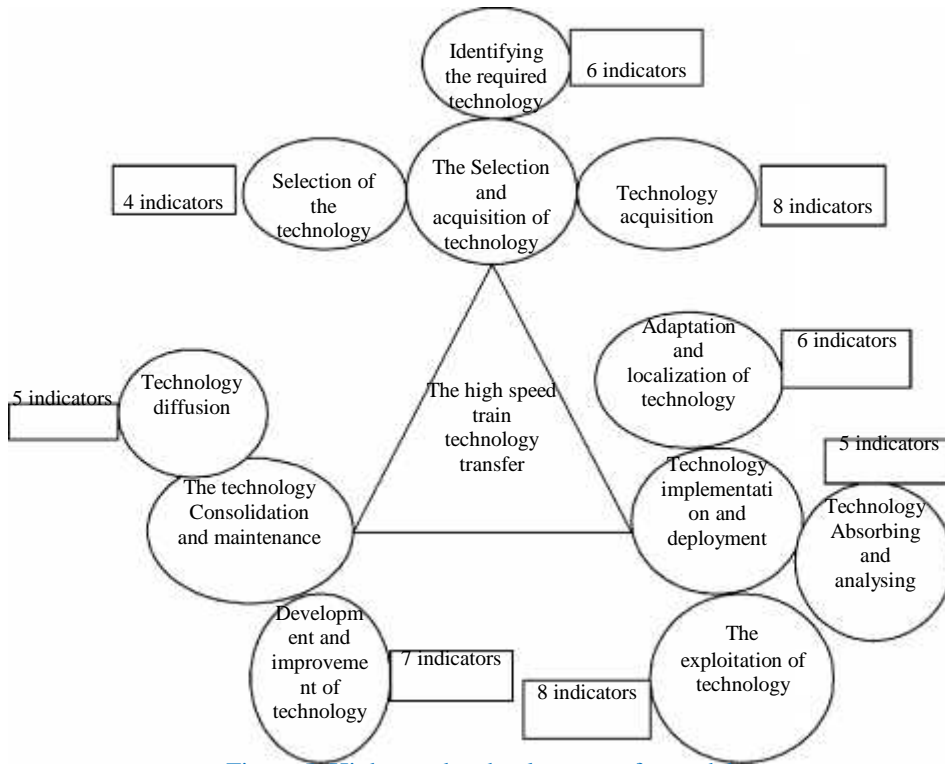 Identifying
the required
technology
6 indicators
The Selection
and
acquisition of
technology
Selection of
the
technology
4 indicators
Technology
acquisition
8 indicators
The high speed
train
technology
transfer
Adaptation
and
localization of
technology
6 indicators
Technology
diffusion
5 indicators
The technology
Consolidation
and maintenance
Technology
implementati
on and
deployment
5 indicators
Technology
Absorbing
and
analysing
Developm
ent and
improveme
nt of
technology
7 indicators
The
exploitation of
technology
8 indicators